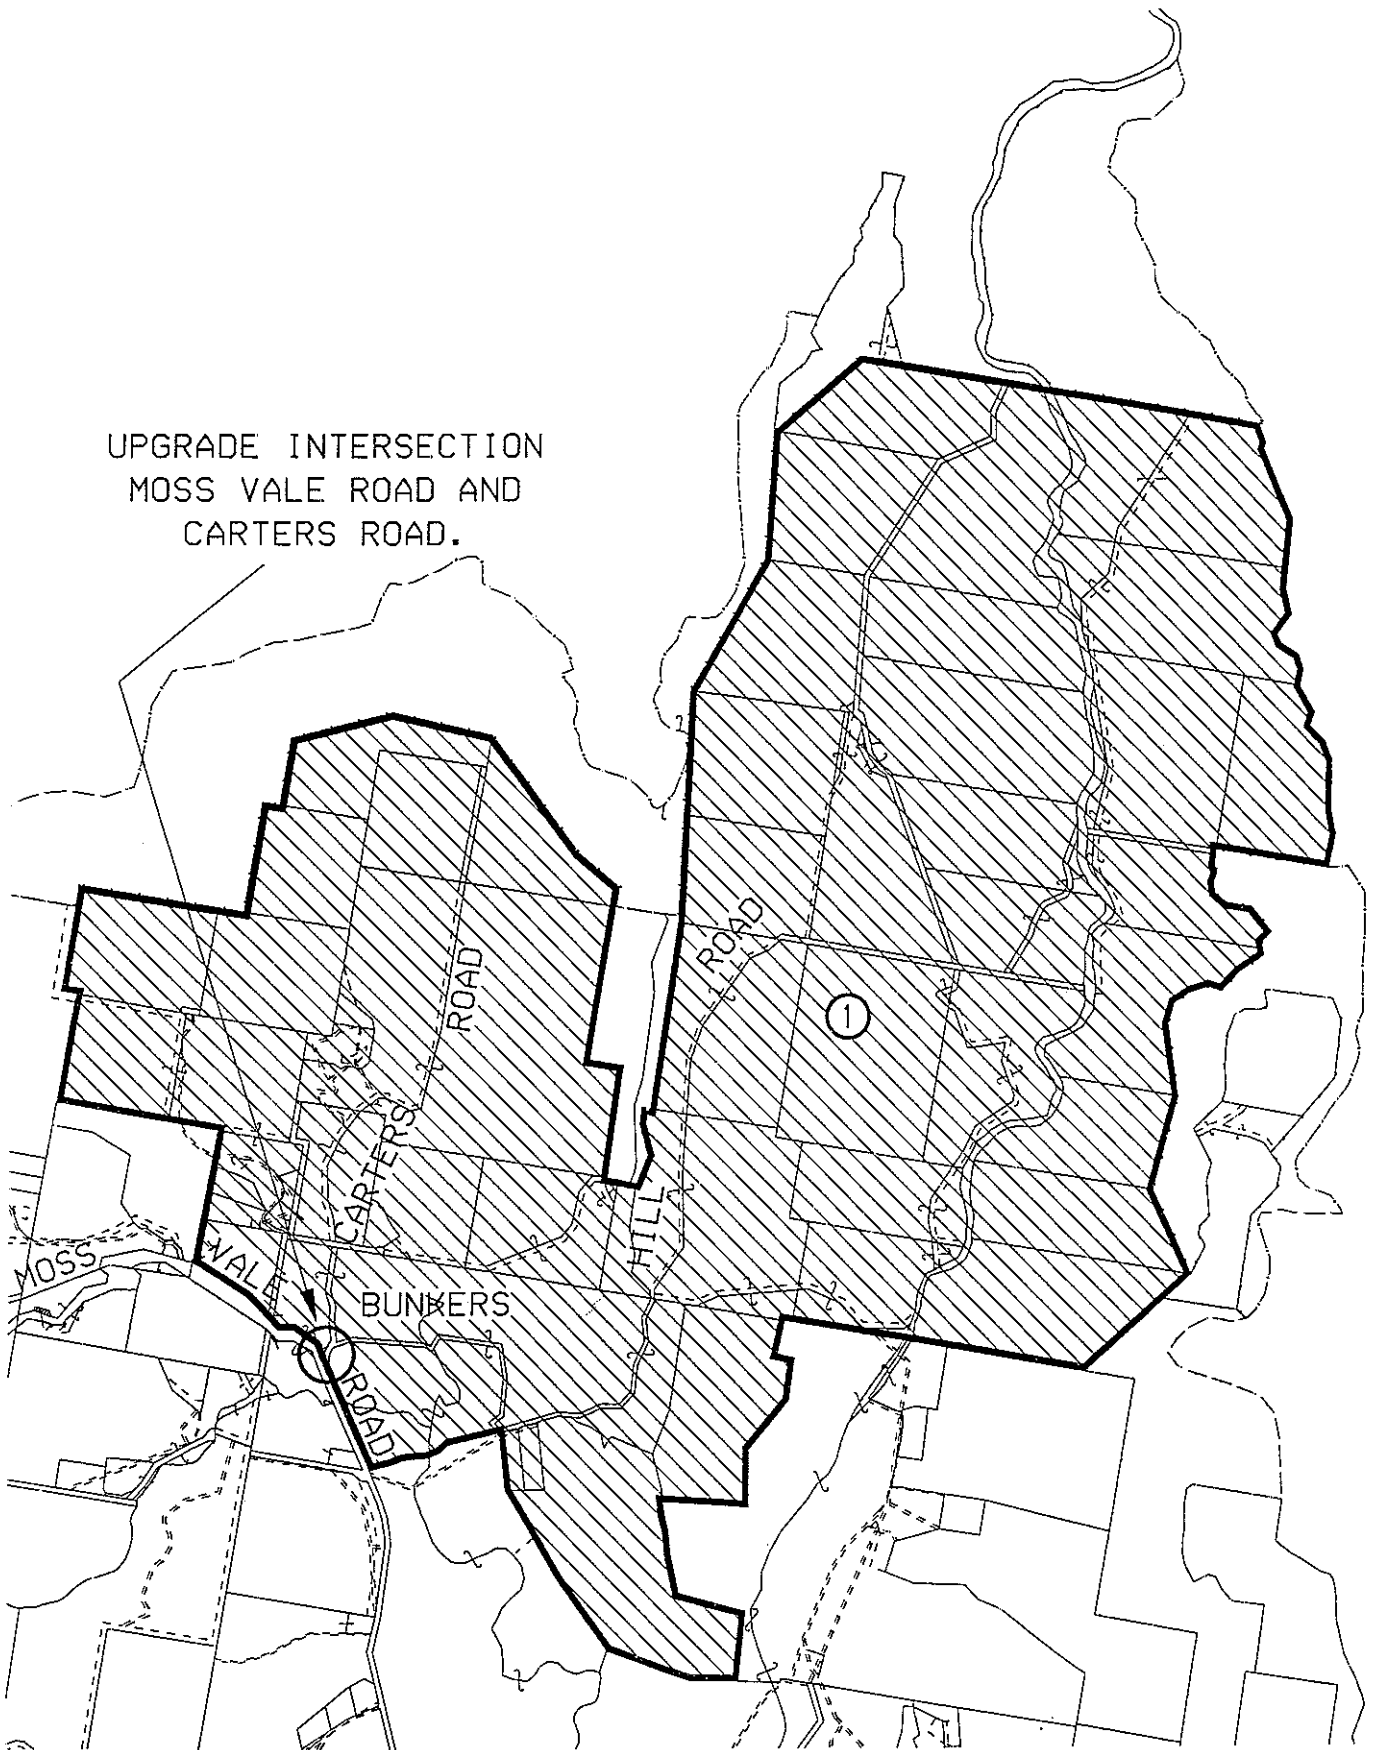 UPGRADE INTERSECTION
MOSS VALE ROAD AND
CARTERS ROAD.
ROAD
ROAD
1
CARTERS
HILL
MOSS
VALE
BUNKERS
ROAD